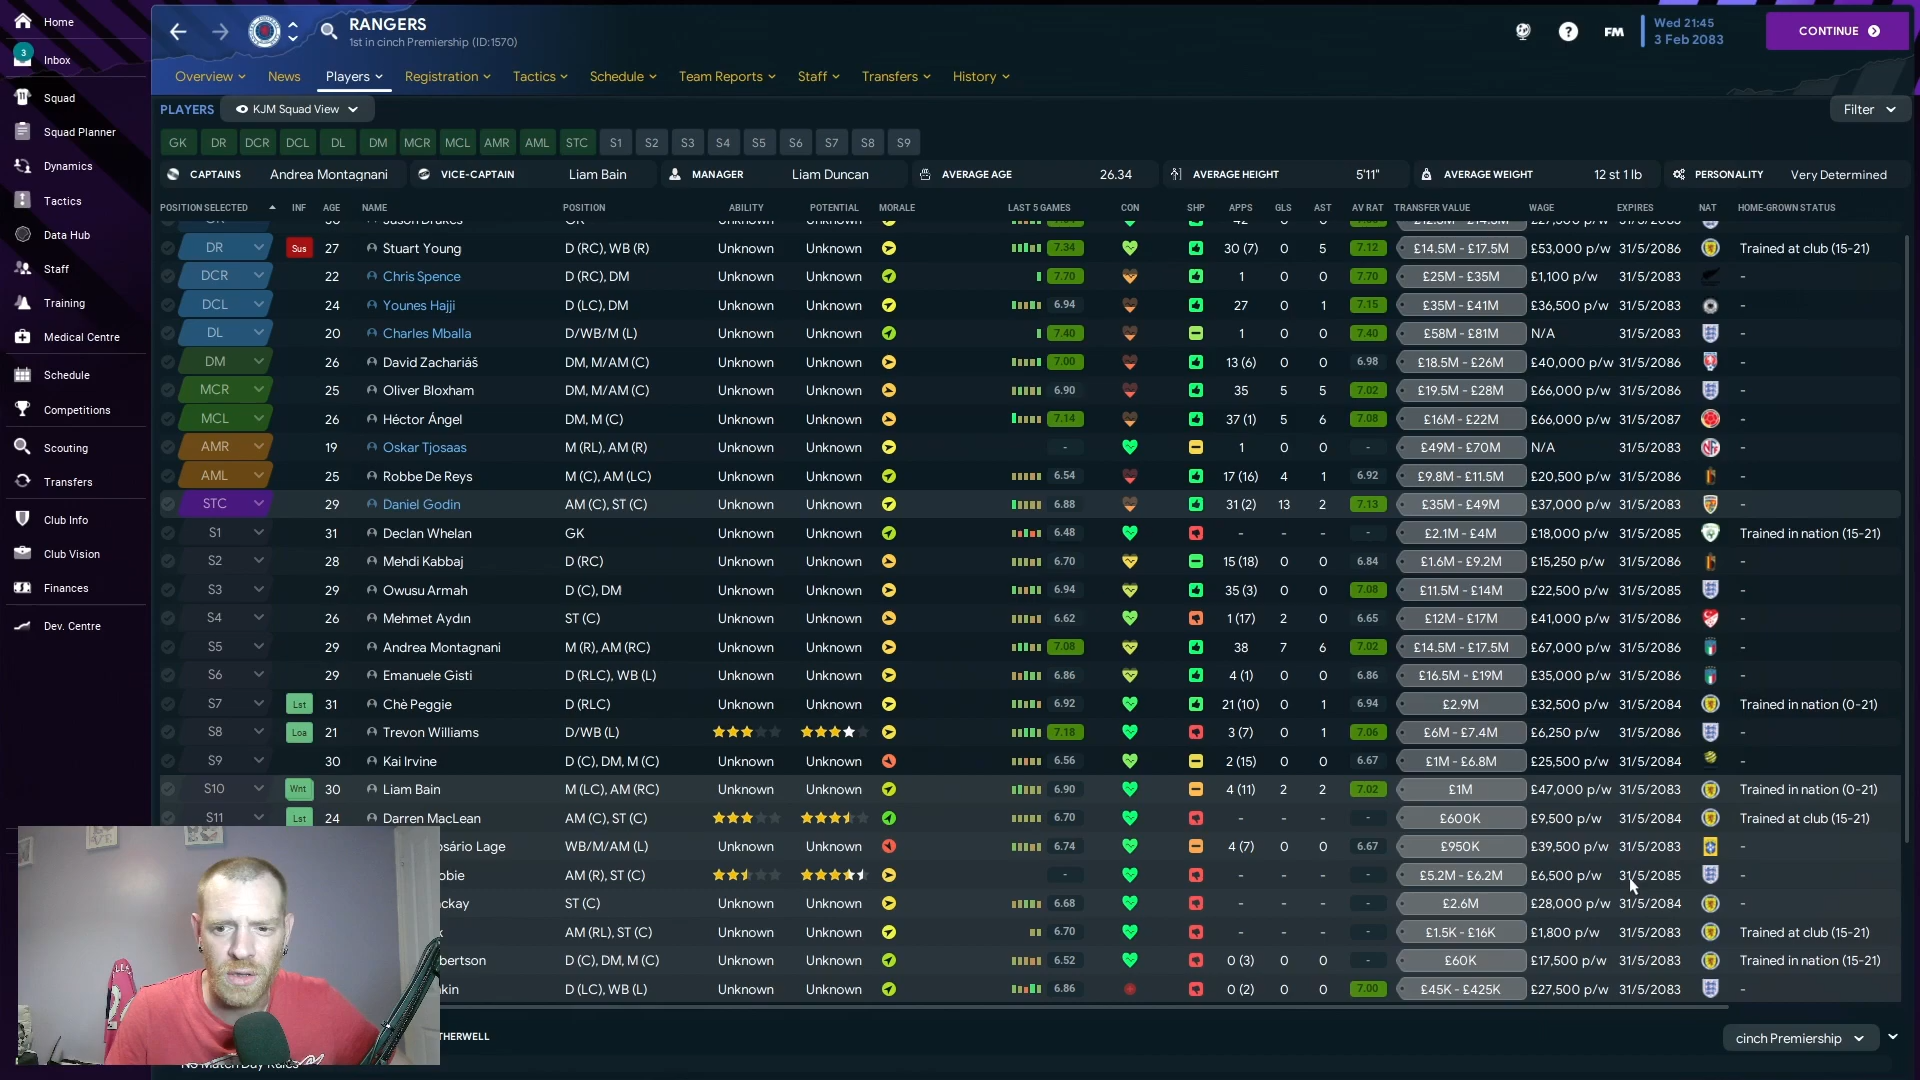 Home
3
Inbox
Squad
Squad Planner
Dynamics
Tactics
Data Hub
Staff
Training
Medical Centre
Schedule
Competitions
Scouting
Transfers
Club Info
Club Vision
Finances
Dev. Centre
RANGERS
1st in cinch Premiership (ID:1570)
? FM Wed 21:45
3 Feb 2083
CONTINUE
Overview News Players Registration Tactics Schedule Team Reports Staff Transfers History
PLAYERS KJM Squad View Filter
GK DR DCR DCL DL DM MCR MCL AMR AML STC S1 S2 S3 S4 S5 S6 S7 S8 S9
CAPTAINS Andrea Montagnani VICE-CAPTAIN Liam Bain MANAGER Liam Duncan AVERAGE AGE 26.34 AVERAGE HEIGHT 5'11" AVERAGE WEIGHT 12 st 1 lb PERSONALITY Very Determined
POSITION SELECTED INF AGE NAME POSITION ABILITY POTENTIAL MORALE LAST 5 GAMES CON SHP APPS GLS AST AV RAT TRANSFER VALUE WAGE EXPIRES NAT HOME-GROWN STATUS
DR Sus 27 Stuart Young D (RC), WB (R) Unknown Unknown 7.34 30 (7) 0 5 7.12 £14.5M - £17.5M £53,000 p/w 31/5/2086 Trained at club (15-21)
DCR 22 Chris Spence D (RC), DM Unknown Unknown 7.70 1 0 0 7.70 £25M - £35M £1,100 p/w 31/5/2083 -
DCL 24 Younes Hajji D (LC), DM Unknown Unknown 6.94 27 0 1 7.15 £35M - £41M £36,500 p/w 31/5/2083 -
DL 20 Charles Mballa D/WB/M (L) Unknown Unknown 7.40 1 0 0 7.40 £58M - £81M N/A 31/5/2083 -
DM 26 David Zachariáš DM, M/AM (C) Unknown Unknown 7.00 13 (6) 0 0 6.98 £18.5M - £26M £40,000 p/w 31/5/2086 -
MCR 25 Oliver Bloxham DM, M/AM (C) Unknown Unknown 6.90 35 5 5 7.02 £19.5M - £28M £66,000 p/w 31/5/2086 -
MCL 26 Héctor Ángel DM, M (C) Unknown Unknown 7.14 37 (1) 5 6 7.08 £16M - £22M £66,000 p/w 31/5/2087 -
AMR 19 Oskar Tjosaas M (RL), AM (R) Unknown Unknown - 1 0 0 - £49M - £70M N/A 31/5/2083 -
AML 25 Robbe De Reys M (C), AM (LC) Unknown Unknown 6.54 17 (16) 4 1 6.92 £9.8M - £11.5M £20,500 p/w 31/5/2086 -
STC 29 Daniel Godin AM (C), ST (C) Unknown Unknown 6.88 31 (2) 13 2 7.13 £35M - £49M £37,000 p/w 31/5/2083 -
S1 31 Declan Whelan GK Unknown Unknown 6.48 - - - - £2.1M - £4M £18,000 p/w 31/5/2085 Trained in nation (15-21)
S2 28 Mehdi Kabbaj D (RC) Unknown Unknown 6.70 15 (18) 0 0 6.84 £1.6M - £9.2M £15,250 p/w 31/5/2086 -
S3 29 Owusu Armah D (C), DM Unknown Unknown 6.94 35 (3) 0 0 7.08 £11.5M - £14M £22,500 p/w 31/5/2085 -
S4 26 Mehmet Aydın ST (C) Unknown Unknown 6.62 1 (17) 2 0 6.65 £12M - £17M £41,000 p/w 31/5/2086 -
S5 29 Andrea Montagnani M (R), AM (RC) Unknown Unknown 7.08 38 7 6 7.02 £14.5M - £17.5M £67,000 p/w 31/5/2083 -
S6 29 Emanuele Gisti D (RLC), WB (L) Unknown Unknown 6.86 4 (1) 0 0 6.86 £16.5M - £19M £35,000 p/w 31/5/2083 -
S7 Lst 31 Chè Peggie D (RLC) Unknown Unknown 6.92 21 (10) 0 1 6.94 £2.9M £32,500 p/w 31/5/2084 Trained in nation (0-21)
S8 Loa 21 Trevon Williams D/WB (L) 7.18 3 (7) 0 1 7.06 £6M - £7.4M £6,250 p/w 31/5/2086 -
S9 30 Kai Irvine D (C), DM, M (C) Unknown Unknown 6.56 2 (15) 0 0 6.67 £1M - £6.8M £25,500 p/w 31/5/2084 -
S10 Wnt 30 Liam Bain M (LC), AM (RC) Unknown Unknown 6.90 4 (11) 2 2 7.02 £1M £47,000 p/w 31/5/2083 Trained in nation (0-21)
S11 Lst 24 Darren MacLean AM (C), ST (C) 6.70 - - - - £600K £9,500 p/w 31/5/2084 Trained at club (15-21)
osário Lage WB/M/AM (L) Unknown Unknown 6.74 4 (7) 0 0 6.67 £950K £39,500 p/w 31/5/2083 -
obie AM (R), ST (C) - - - - - £5.2M - £6.2M £6,500 p/w 31/5/2085 -
ckay ST (C) Unknown Unknown 6.68 - - - - £2.6M £28,000 p/w 31/5/2084 -
AM (RL), ST (C) Unknown Unknown 6.70 - - - - £1.5K - £16K £1,800 p/w 31/5/2083 Trained at club (15-21)
bertson D (C), DM, M (C) Unknown Unknown 6.52 0 (3) 0 0 - £60K £17,500 p/w 31/5/2083 Trained in nation (15-21)
kin D (LC), WB (L) Unknown Unknown 6.86 0 (2) 0 0 7.00 £45K - £425K £27,500 p/w 31/5/2083 -
THERWELL cinch Premiership